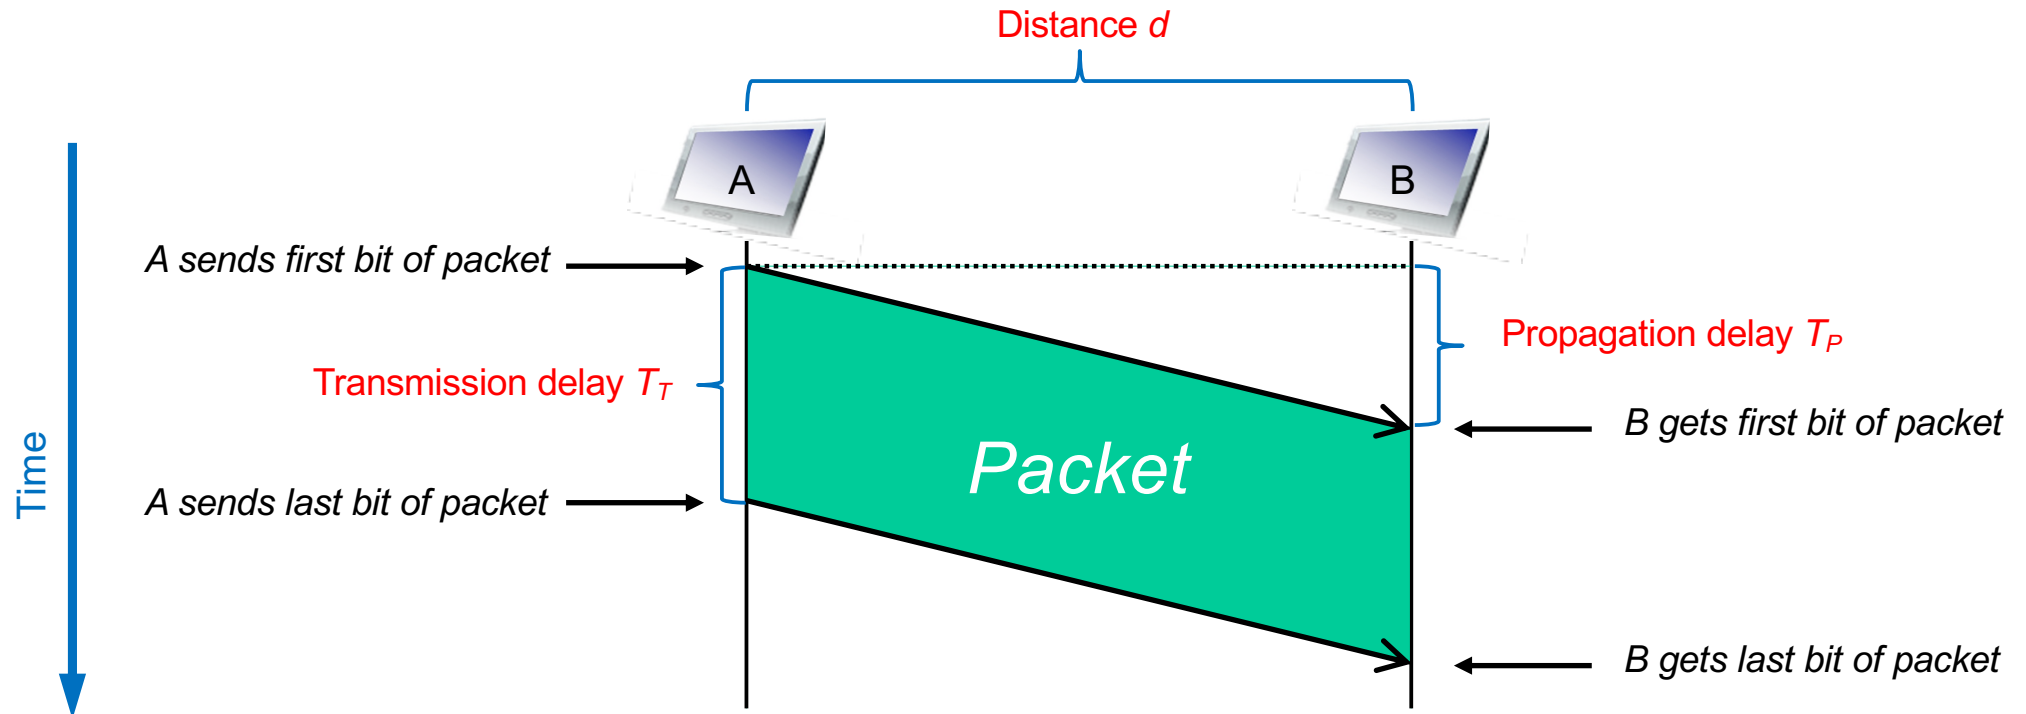 Distance d
A
B
A sends first bit of packet
Propagation delay TP
Transmission delay TT
B gets first bit of packet
Packet
Time
A sends last bit of packet
B gets last bit of packet